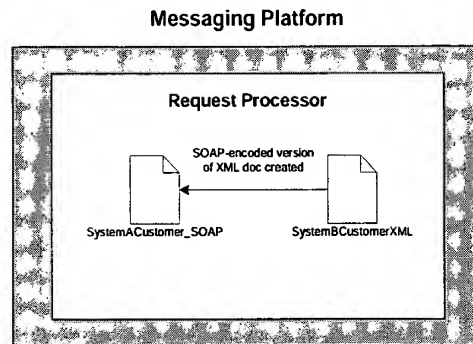 Messaging Platform
Request Processor
SOAP-encoded version
of XML doc created
SystemACustomer_SOAP
SystemBCustomerXML